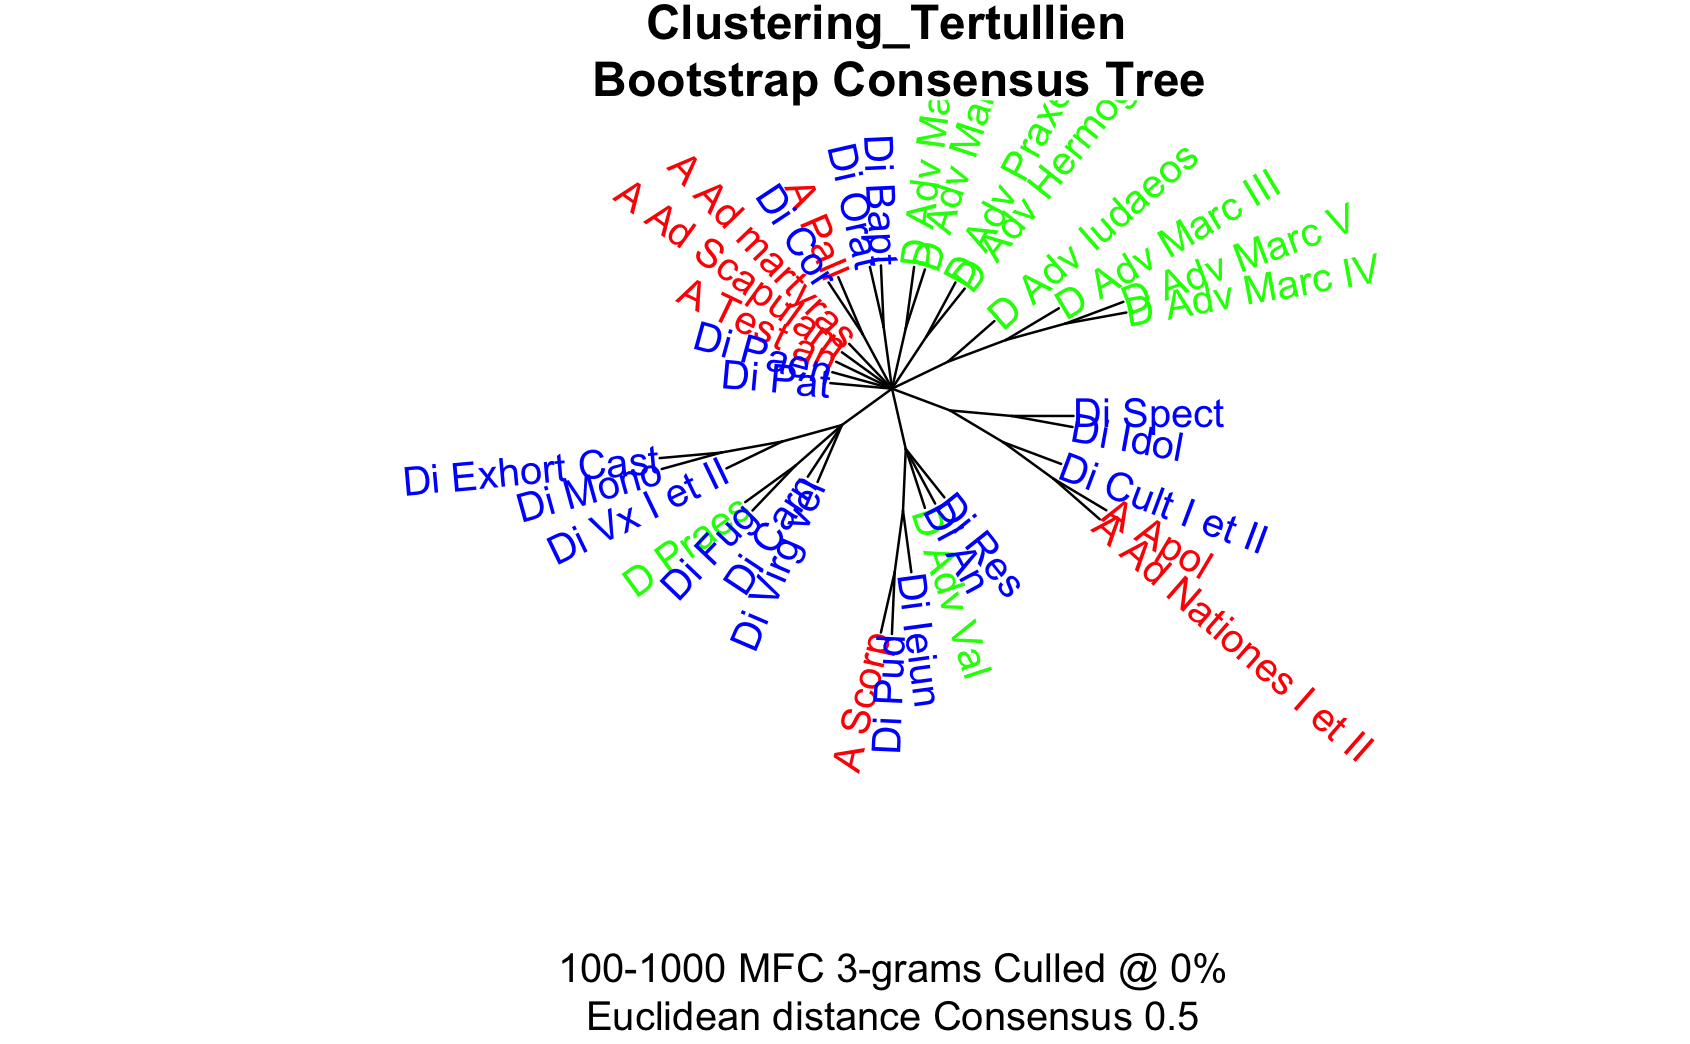 Clustering_Tertullien
Bootstrap Consensus Tree
D Adv
D Adv
D Adv
D Adv Hermog
D Adv Iudaeos
D Adv Marc III
D Adv Marc V
D Adv Marc IV
Di Bapt
Di Orat
A Pall
Di Cor
A Ad martyras
A Ad Scapulam
A Test an
Di Paen
Di Pat
Di Spect
Di Idol
Di Cult I et II
A Apol
A Ad Nationes I et II
Di Exhort Cast
Di Mono
Di Vx I et II
D Praes
Di Fug
Di Carn
Di Virg vel
Di Res
Di An
D Adv Val
Di Ieiun
Di Pud
A Scorp
100-1000 MFC 3-grams Culled @ 0%
Euclidean distance Consensus 0.5